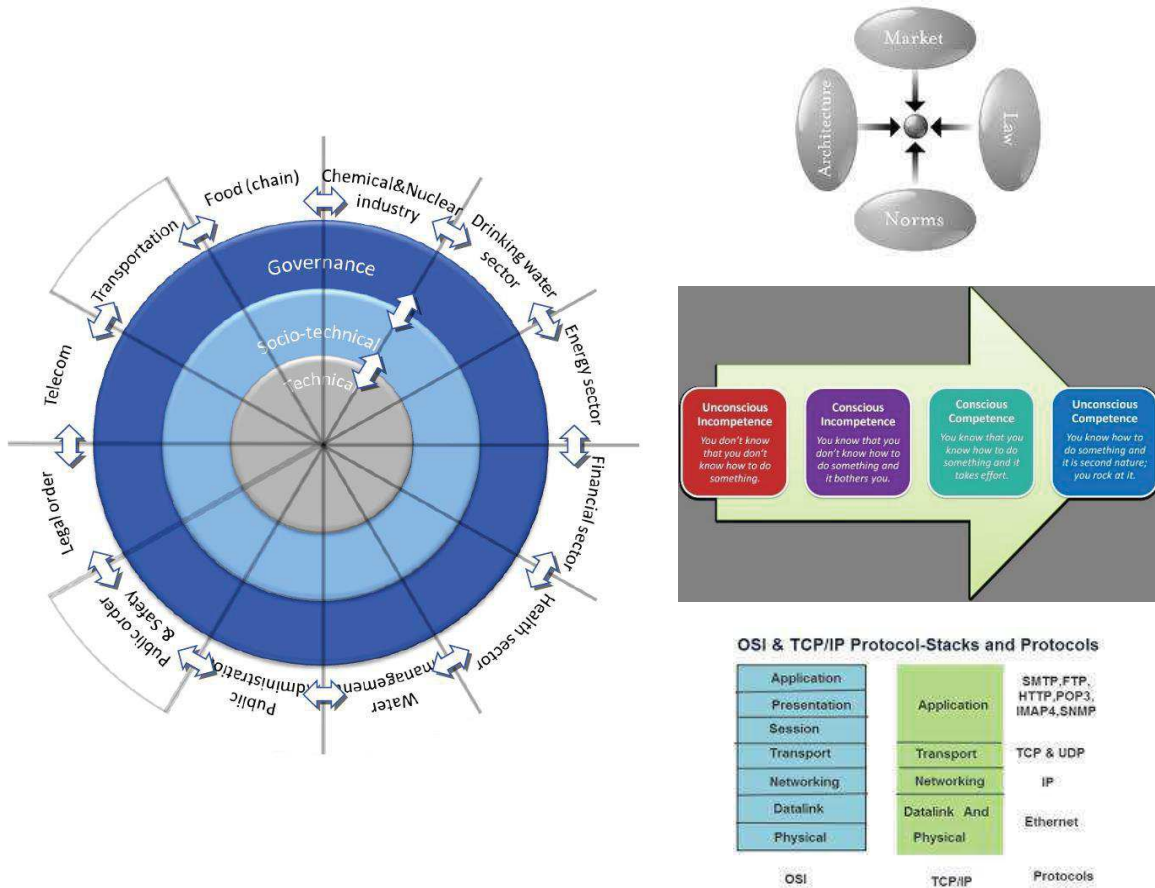 Food (chain)
Chemical&Nuclear
industry
Drinking water
sector
Energy sector
Financial sector
Health sector
Water
management
Public
administration
Public order
& Safety
Legal order
Telecom
Transportation
Governance
Socio-technical
Technical
Market
Architecture
Law
Norms
Unconscious
Incompetence
You don't know
that you don't
know how to do
something.
Conscious
Incompetence
You know that you
don't know how to
do something and
it bothers you.
Conscious
Competence
You know that you
know how to do
something and it
takes effort.
Unconscious
Competence
You know how to
do something and
it is second nature;
you rock at it.
OSI & TCP/IP Protocol-Stacks and Protocols
Application
Presentation
Session
Transport
Networking
Datalink
Physical
OSI
Application
Transport
Networking
Datalink And
Physical
TCP/IP
SMTP,FTP,
HTTP,POP3,
IMAP4,SNMP
TCP & UDP
IP
Ethernet
Protocols